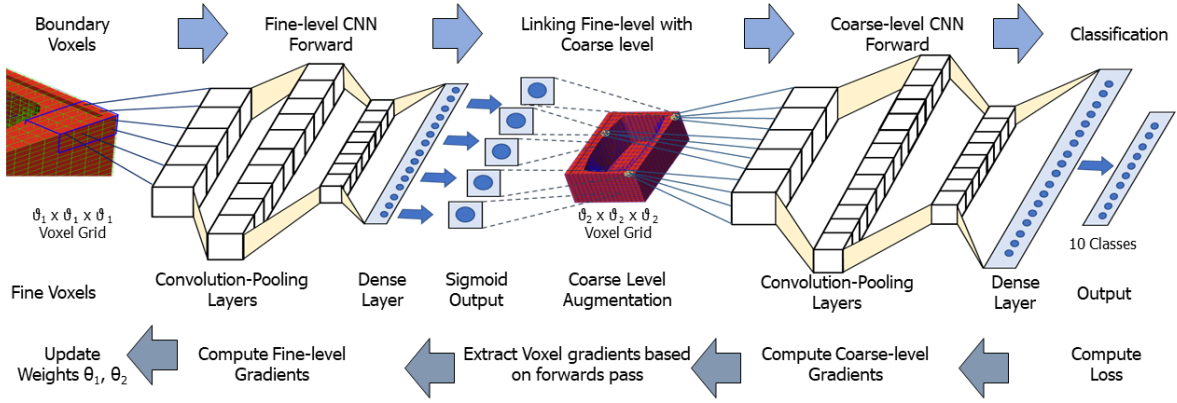 Boundary
Voxels
Fine-level CNN
Forward
Linking Fine-level with
Coarse level
Coarse-level CNN
Forward
Classification
ϑ1 x ϑ1 x ϑ1
Voxel Grid
ϑ2 x ϑ2 x ϑ2
Voxel Grid
10 Classes
Fine Voxels
Convolution-Pooling
Layers
Dense
Layer
Sigmoid
Output
Coarse Level
Augmentation
Convolution-Pooling
Layers
Dense
Layer
Output
Update
Weights θ1, θ2
Compute Fine-level
Gradients
Extract Voxel gradients based
on forwards pass
Compute Coarse-level
Gradients
Compute
Loss